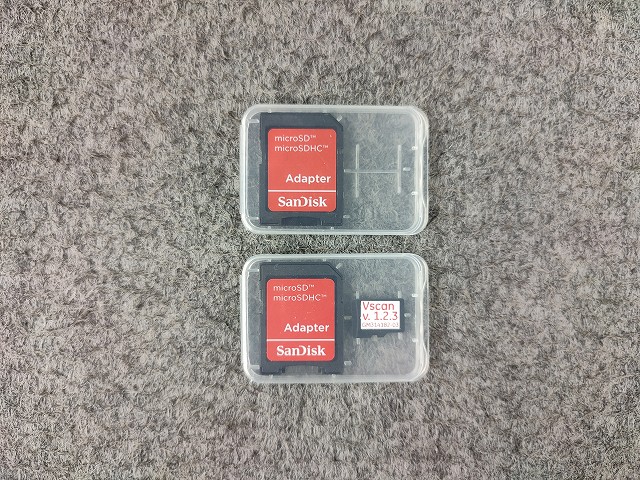 microSD™
microSDHC™
Adapter
SanDisk
microSD™
microSDHC™
Adapter
SanDisk
Vscan
v. 1.2.3